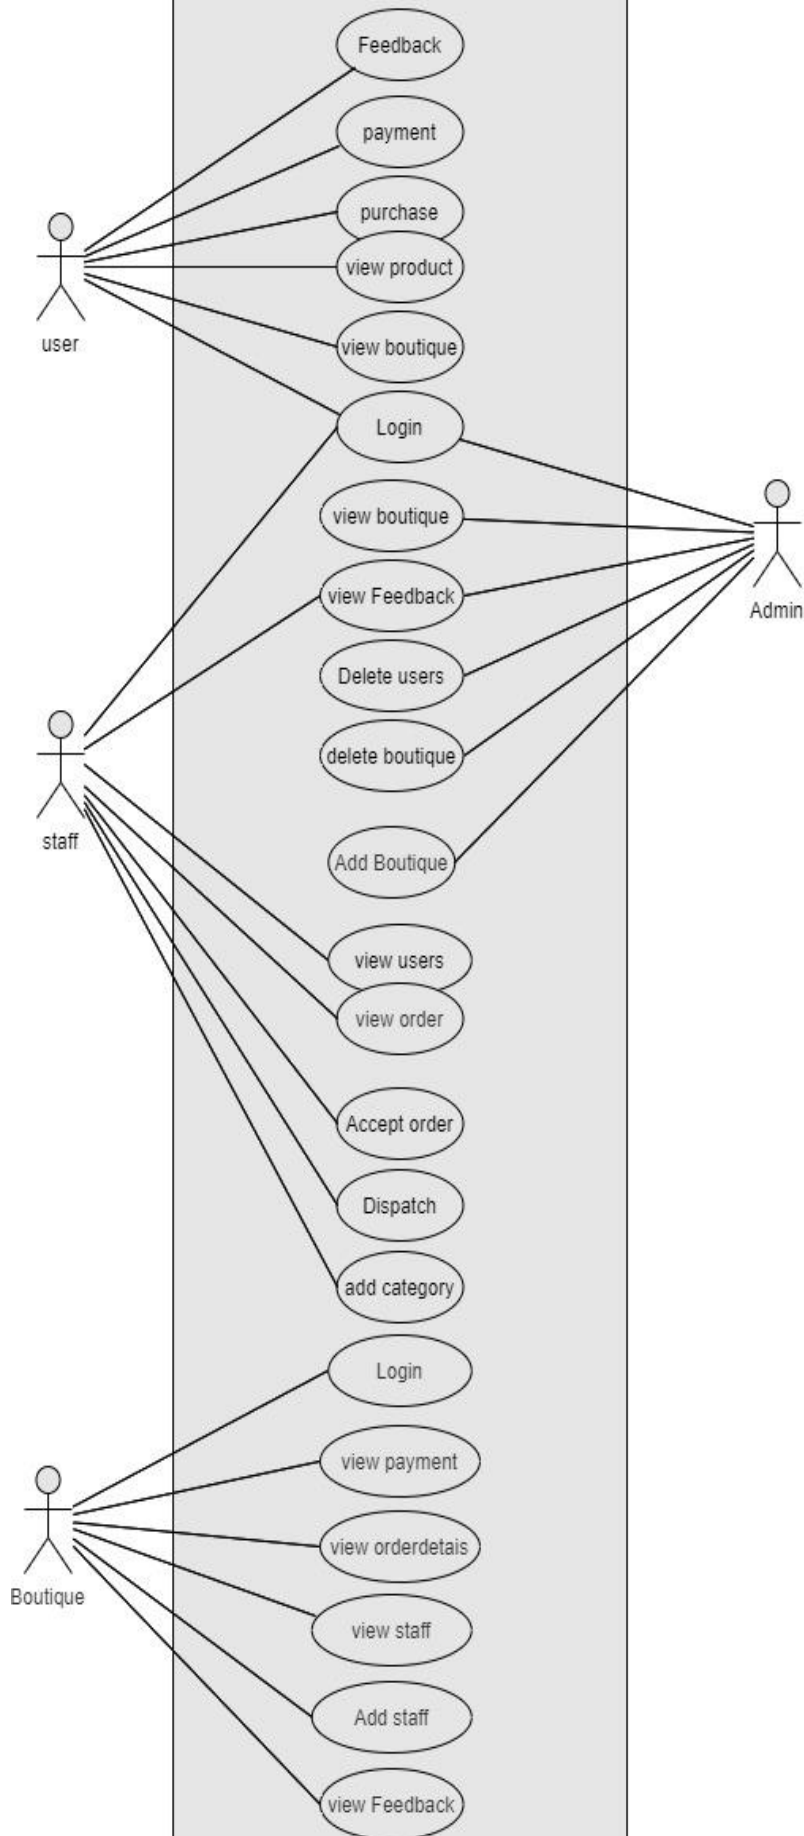 Feedback
payment
purchase
view product
user
view boutique
Login
view boutique
view Feedback
Admin
Delete users
delete boutique
staff
Add Boutique
view users
view order
Accept order
Dispatch
add category
Login
view payment
view orderdetais
Boutique
view staff
Add staff
view Feedback